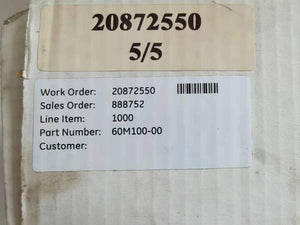 20872550
5/5
Work Order: 20872550
Sales Order: 888752
Line Item: 1000
Part Number: 60M100-00
Customer: